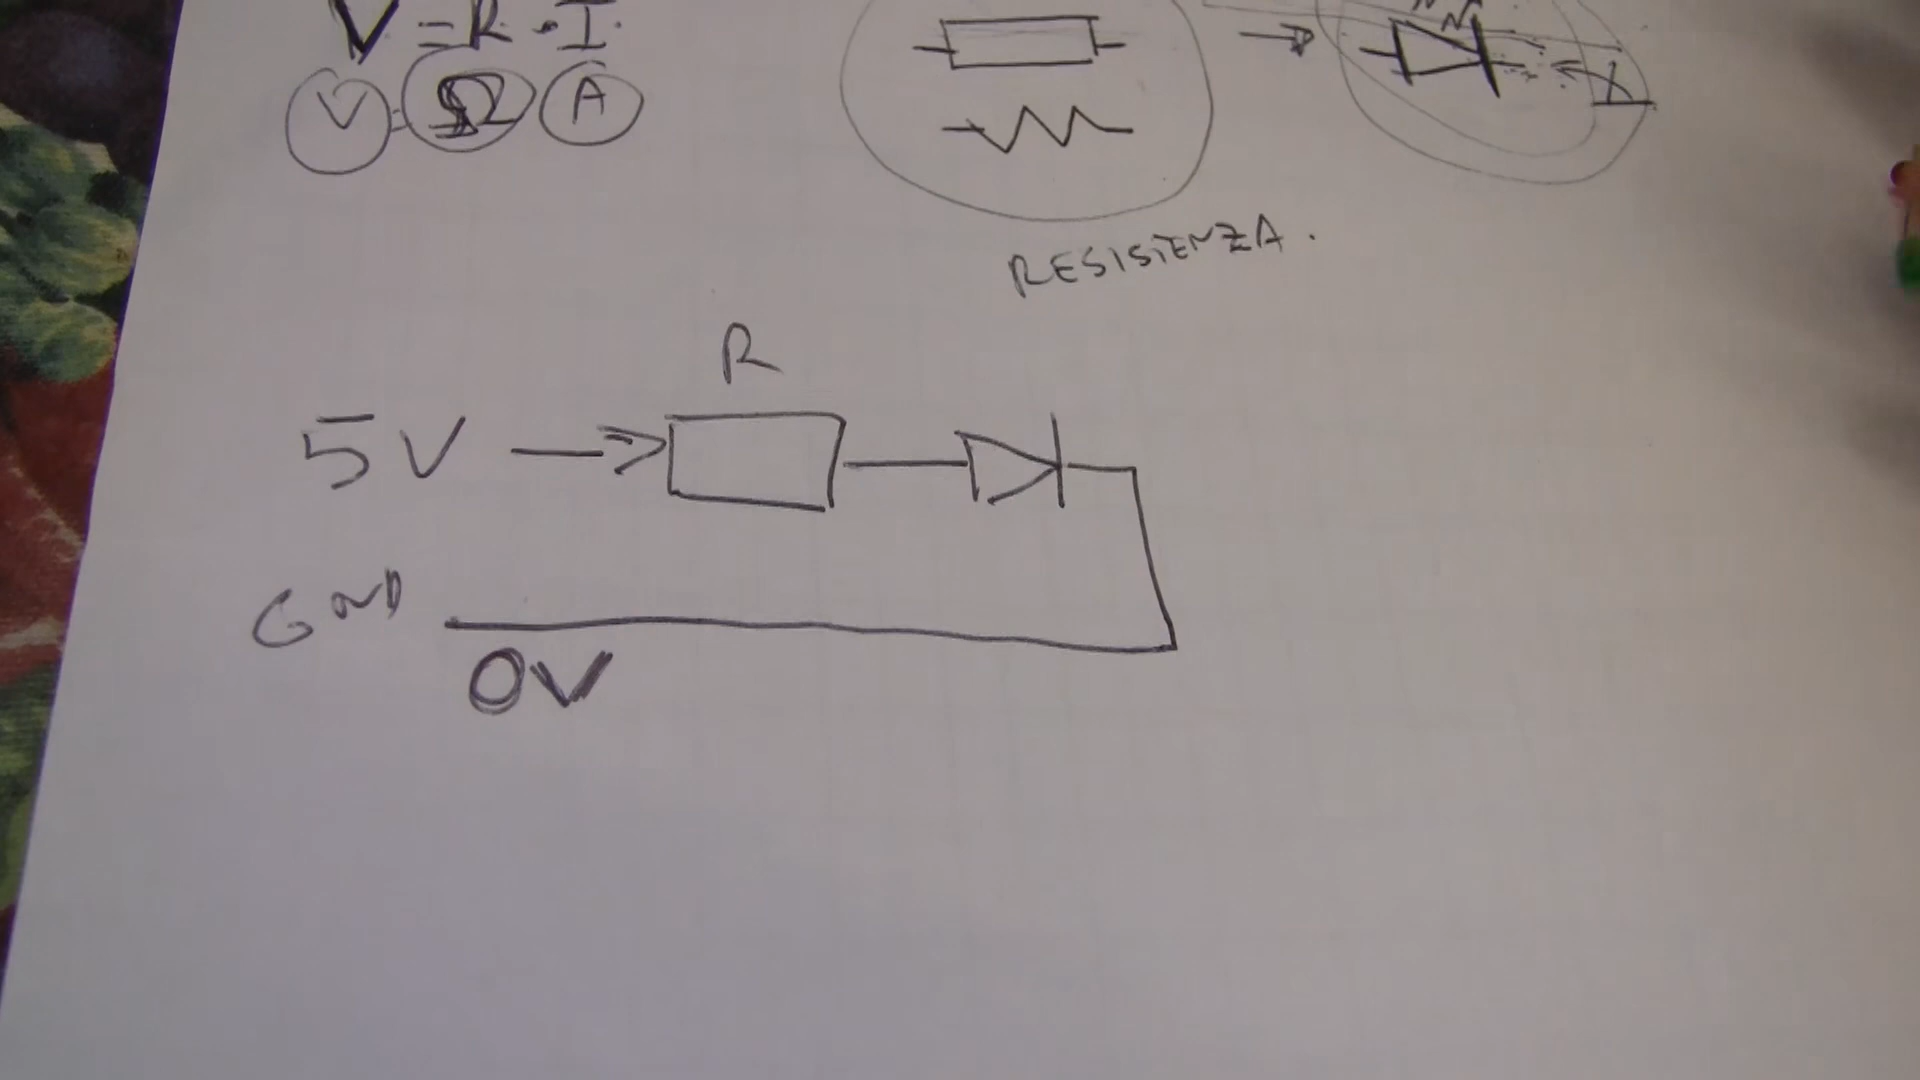 V = R · I
V = Ω A
RESISTENZA.
R
5V
GND
0V